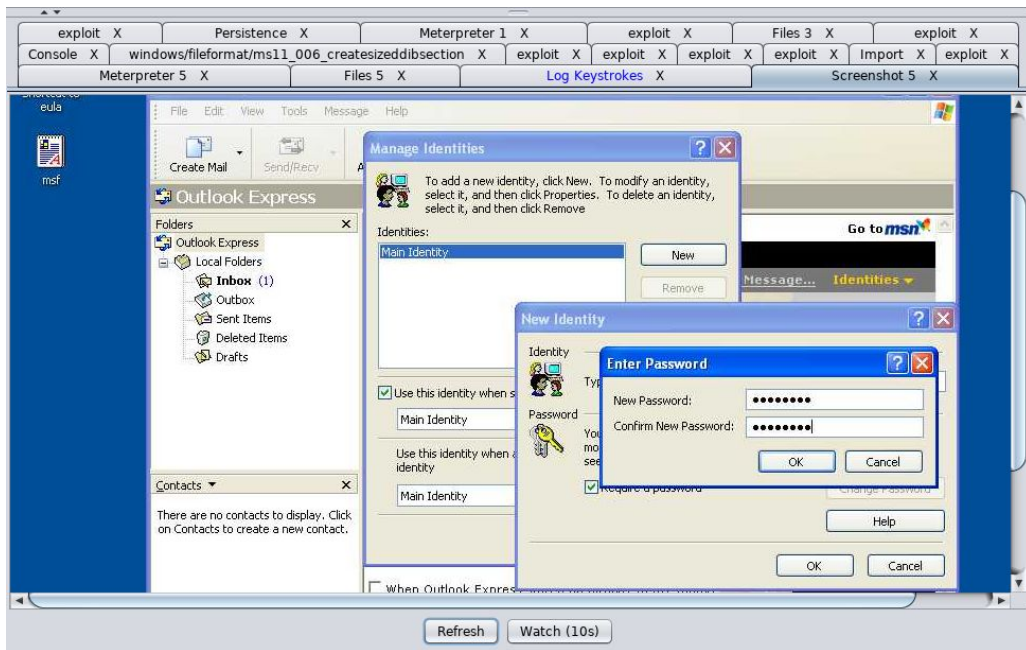 exploit X Persistence X Meterpreter 1 X exploit X Files 3 X exploit X
Console X windows/fileformat/ms11_006_createsizeddibsection X exploit X exploit X exploit X exploit X Import X exploit X
Meterpreter 5 X Files 5 X Log Keystrokes X Screenshot 5 X
eula
msf
File Edit View Tools Message Help
Create Mail Send/Recv A
Outlook Express
Folders x
Outlook Express
Local Folders
Inbox (1)
Outbox
Sent Items
Deleted Items
Drafts
Contacts x
There are no contacts to display. Click
on Contacts to create a new contact.
Manage Identities
To add a new identity, click New. To modify an identity,
select it, and then click Properties. To delete an identity,
select it, and then click Remove
Identities:
Main Identity
New
Remove
Use this identity when s
Main Identity
Use this identity when a
identity
Main Identity
Go to msn
Message... Identities
New Identity
Identity
Typ
Password
You
mo
see
Require a password
Change Password
Help
OK Cancel
Enter Password
New Password: ••••••••
Confirm New Password: ••••••••
OK Cancel
When Outlook Expres
Refresh Watch (10s)